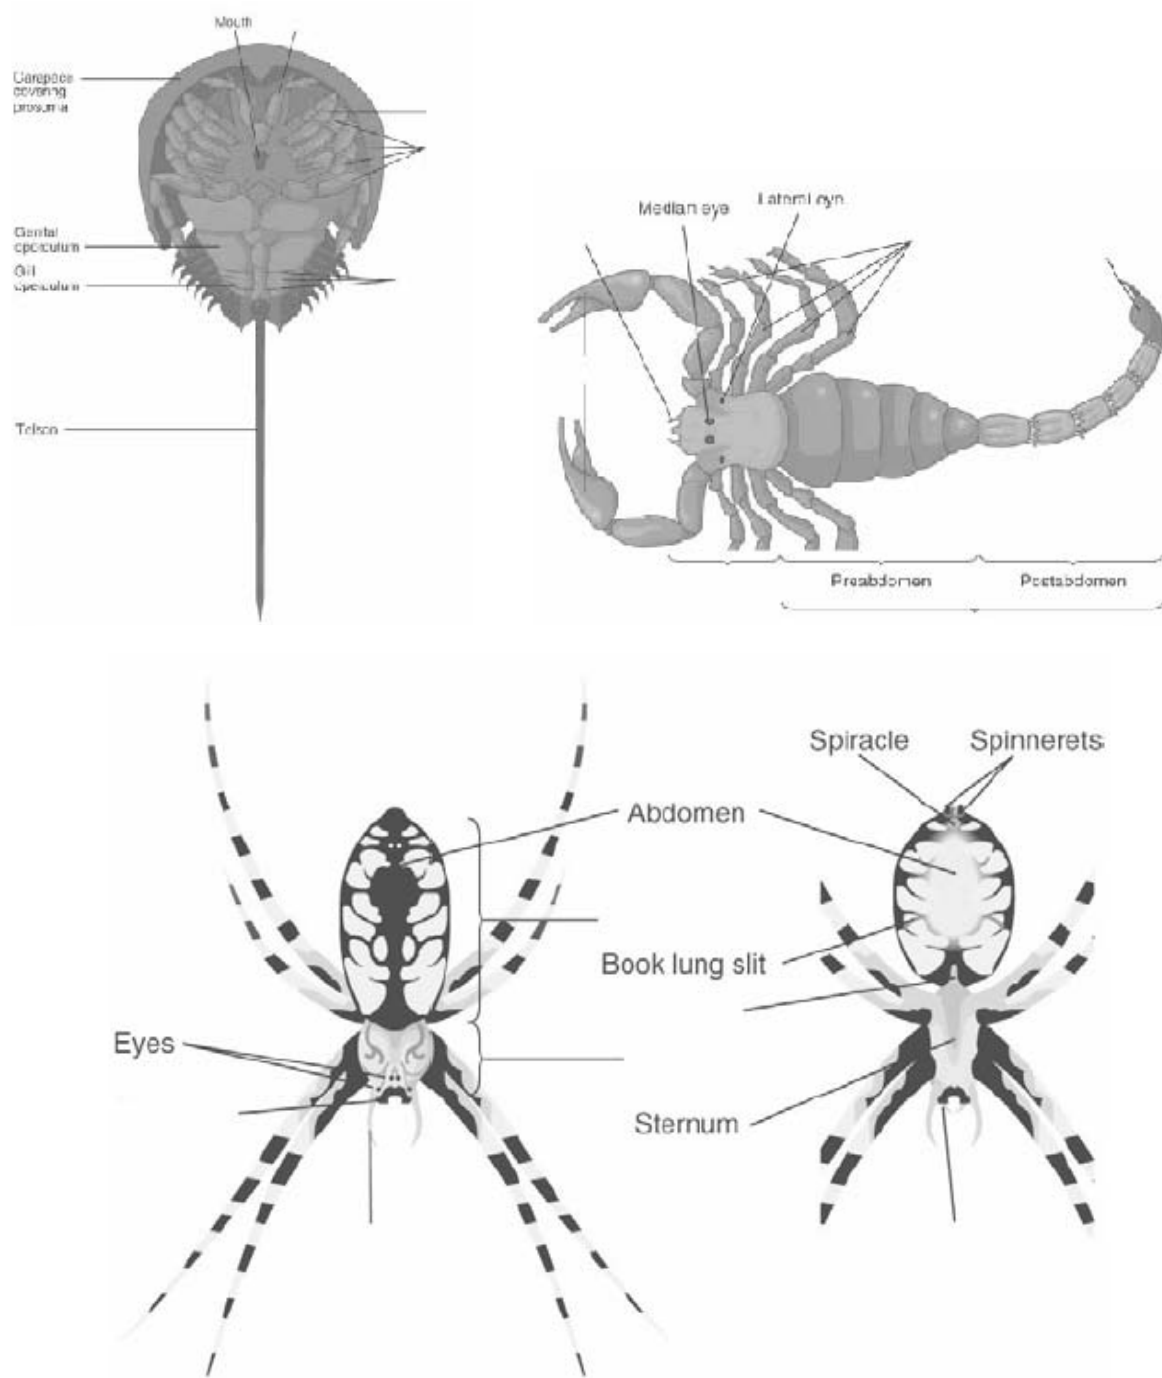 Mouth
Carapace
covering
prosoma
Genital
operculum
Gill
operculum
Telson
Median eye
Lateral eye
Preabdomen
Postabdomen
Spiracle
Spinnerets
Abdomen
Book lung slit
Eyes
Sternum